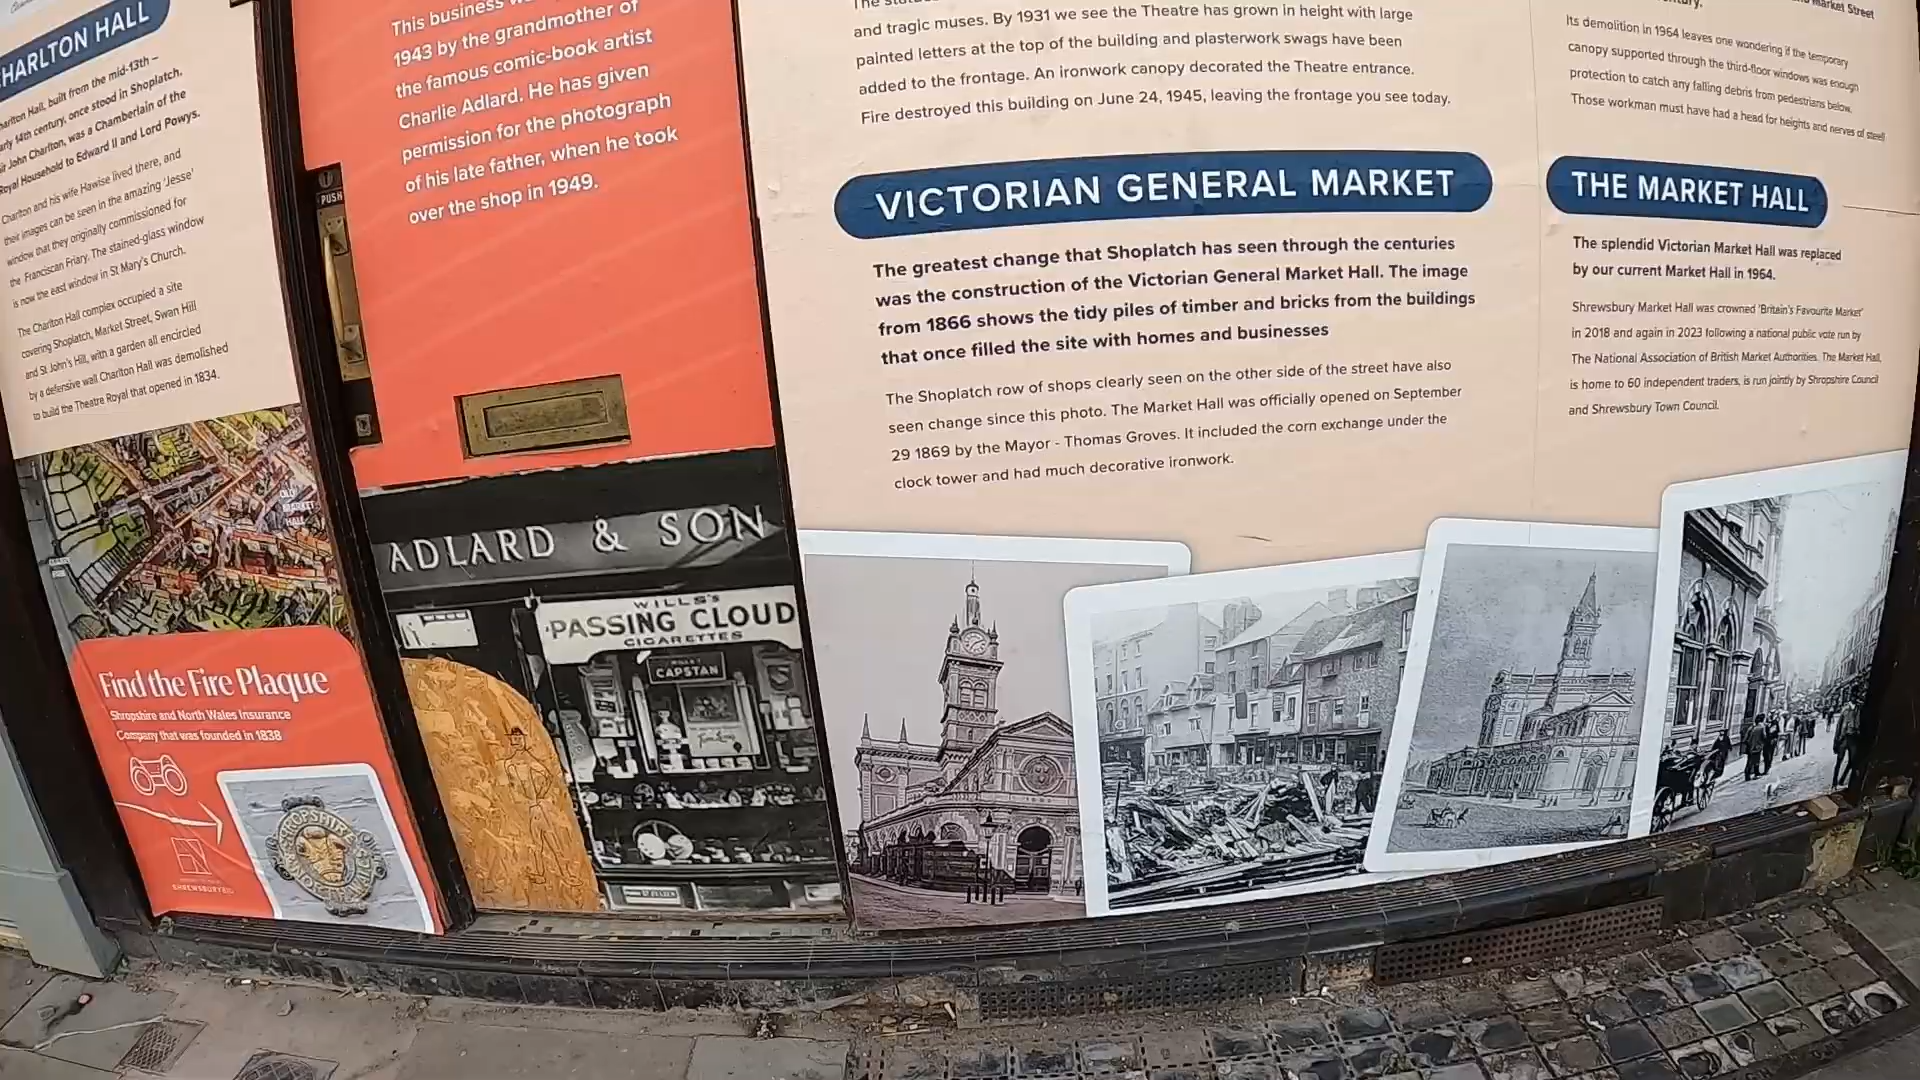 CHARLTON HALL
Charlton Hall, built from the mid-13th –
early 14th century, once stood in Shoplatch.
Sir John Charlton, was a Chamberlain of the
Royal Household to Edward II and Lord Powys.
Charlton and his wife Hawise lived there, and
their images can be seen in the amazing 'Jesse'
window that they originally commissioned for
the Franciscan Friary. The stained-glass window
is now the east window in St Mary's Church.
The Charlton Hall complex occupied a site
covering Shoplatch, Market Street, Swan Hill
and St John's Hill, with a garden all encircled
by a defensive wall Charlton Hall was demolished
to build the Theatre Royal that opened in 1834.
OLD
MARKET
HALL
Find the Fire Plaque
Shropshire and North Wales Insurance
Company that was founded in 1838
SHREWSBURY BID
SHROPSHIRE
PUSH
This business
1943 by the grandmother of
the famous comic-book artist
Charlie Adlard. He has given
permission for the photograph
of his late father, when he took
over the shop in 1949.
ADLARD & SON
WILLS'S
PASSING CLOUD
CIGARETTES
CAPSTAN
and tragic muses. By 1931 we see the Theatre has grown in height with large
painted letters at the top of the building and plasterwork swags have been
added to the frontage. An ironwork canopy decorated the Theatre entrance.
Fire destroyed this building on June 24, 1945, leaving the frontage you see today.
VICTORIAN GENERAL MARKET
The greatest change that Shoplatch has seen through the centuries
was the construction of the Victorian General Market Hall. The image
from 1866 shows the tidy piles of timber and bricks from the buildings
that once filled the site with homes and businesses
The Shoplatch row of shops clearly seen on the other side of the street have also
seen change since this photo. The Market Hall was officially opened on September
29 1869 by the Mayor - Thomas Groves. It included the corn exchange under the
clock tower and had much decorative ironwork.
Market Street
Its demolition in 1964 leaves one wondering if the temporary
canopy supported through the third-floor windows was enough
protection to catch any falling debris from pedestrians below.
Those workman must have had a head for heights and nerves of steel!
THE MARKET HALL
The splendid Victorian Market Hall was replaced
by our current Market Hall in 1964.
Shrewsbury Market Hall was crowned 'Britain's Favourite Market'
in 2018 and again in 2023 following a national public vote run by
The National Association of British Market Authorities. The Market Hall,
is home to 60 independent traders, is run jointly by Shropshire Council
and Shrewsbury Town Council.